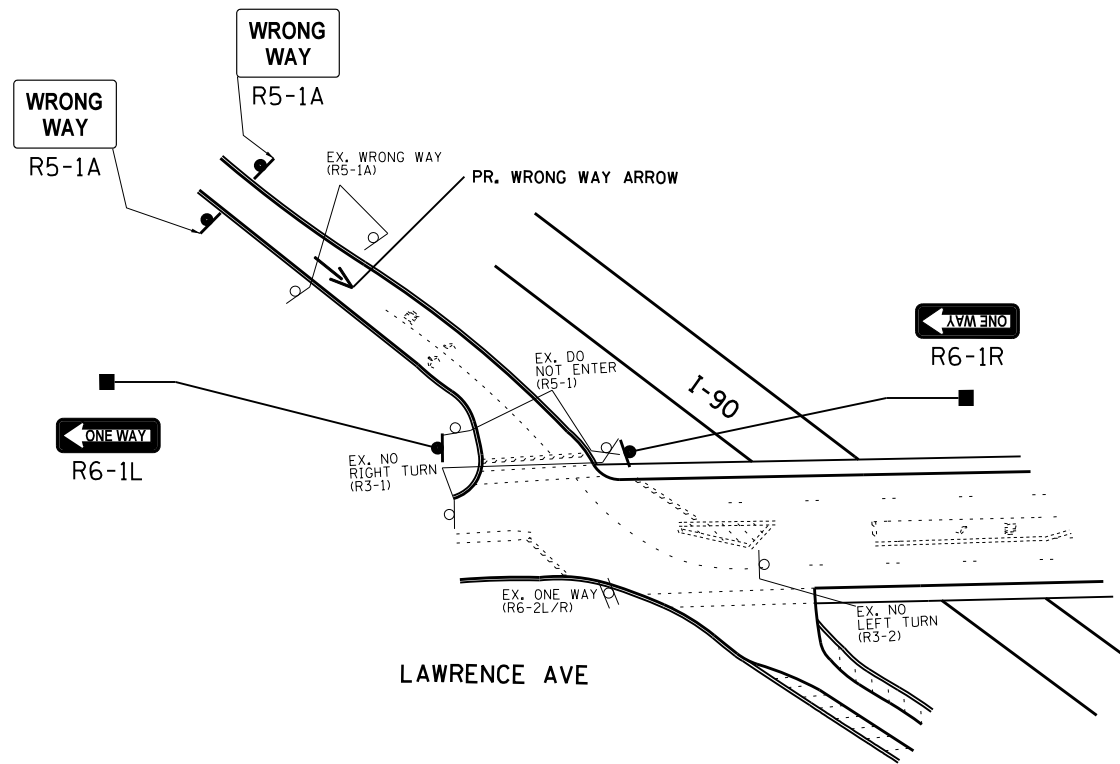 WRONG
WAY
R5-1A
WRONG
WAY
R5-1A
EX. WRONG WAY
(R5-1A)
PR. WRONG WAY ARROW
ONE WAY
R6-1R
EX. DO
NOT ENTER
(R5-1)
I-90
ONE WAY
R6-1L
EX. NO
RIGHT TURN
(R3-1)
EX. ONE WAY
(R6-2L/R)
EX. NO
LEFT TURN
(R3-2)
LAWRENCE AVE